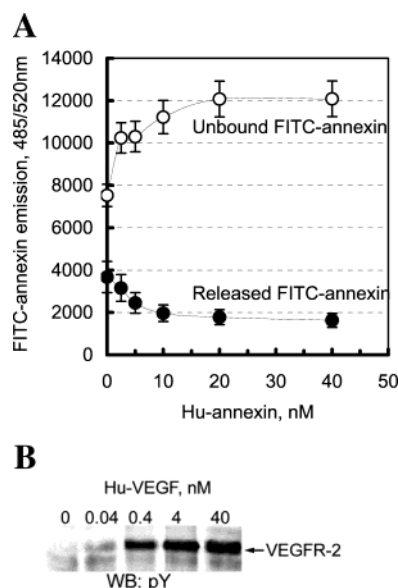 A
FITC-annexin emission, 485/520nm
14000
12000
10000
8000
6000
4000
2000
0
Unbound FITC-annexin
Released FITC-annexin
0 10 20 30 40 50
Hu-annexin, nM
B
Hu-VEGF, nM
0 0.04 0.4 4 40
VEGFR-2
WB: pY